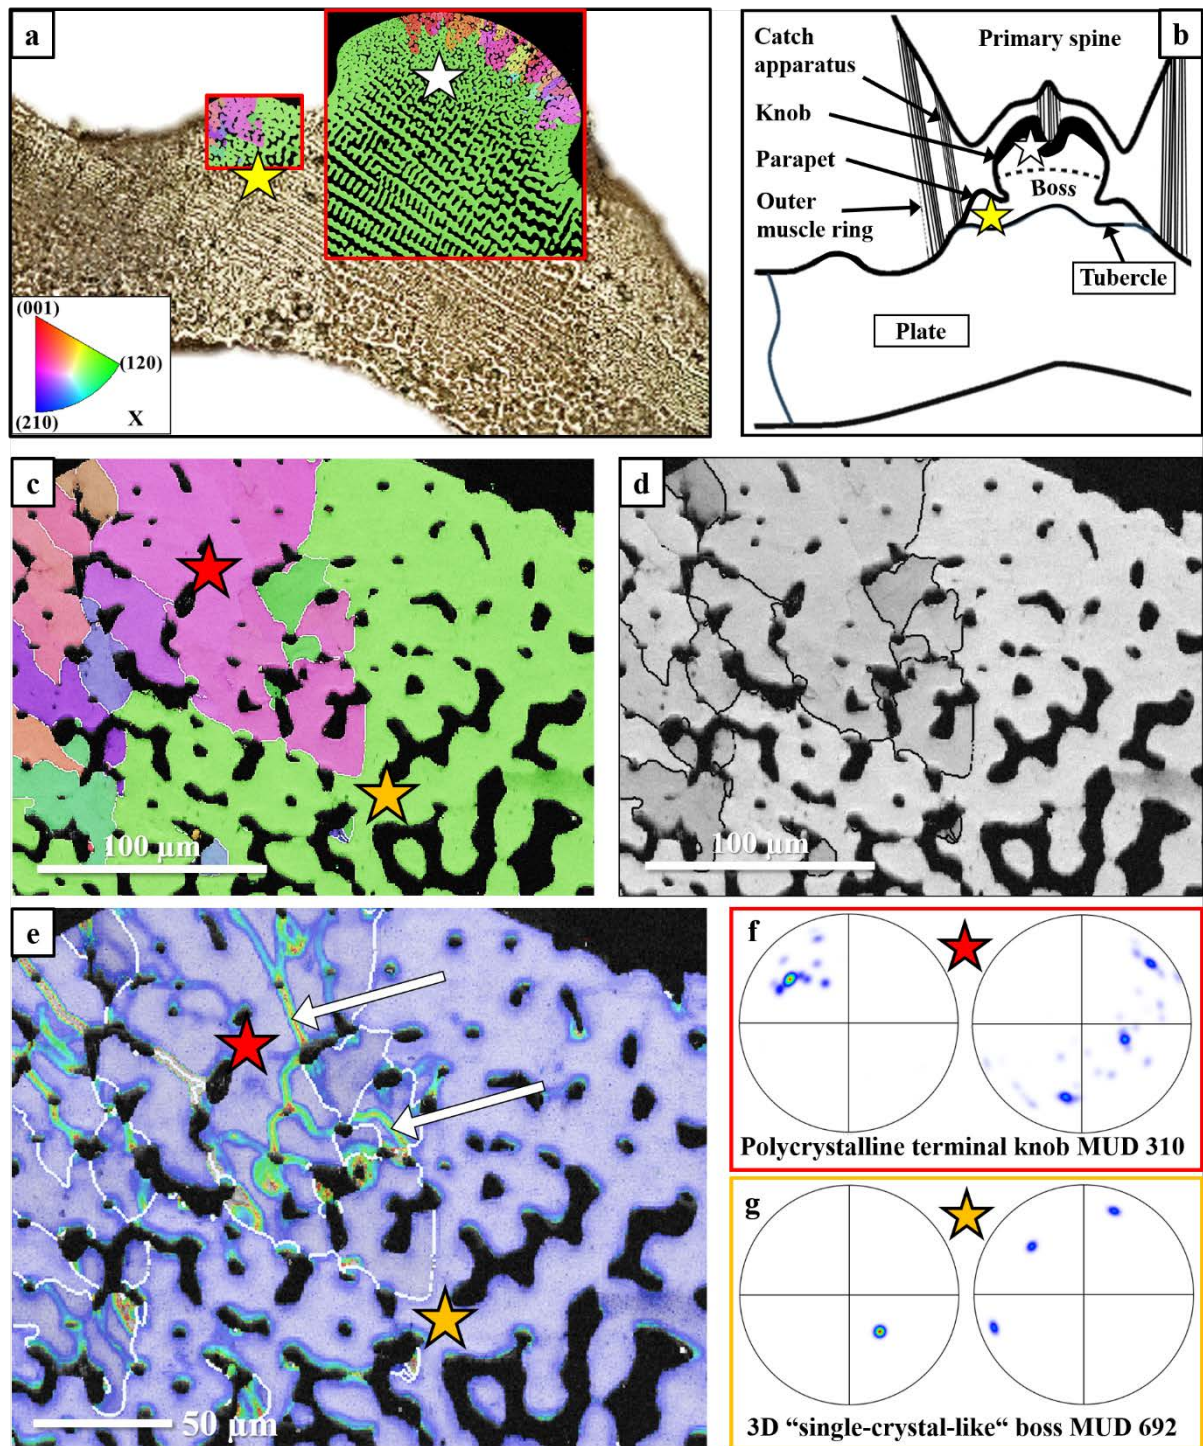 a
(001)
(120)
(210)
X
b
Catch
apparatus
Primary spine
Knob
Parapet
Boss
Outer
muscle ring
Tubercle
Plate
c
100 µm
d
100 µm
e
50 µm
f
Polycrystalline terminal knob MUD 310
g
3D “single-crystal-like“ boss MUD 692